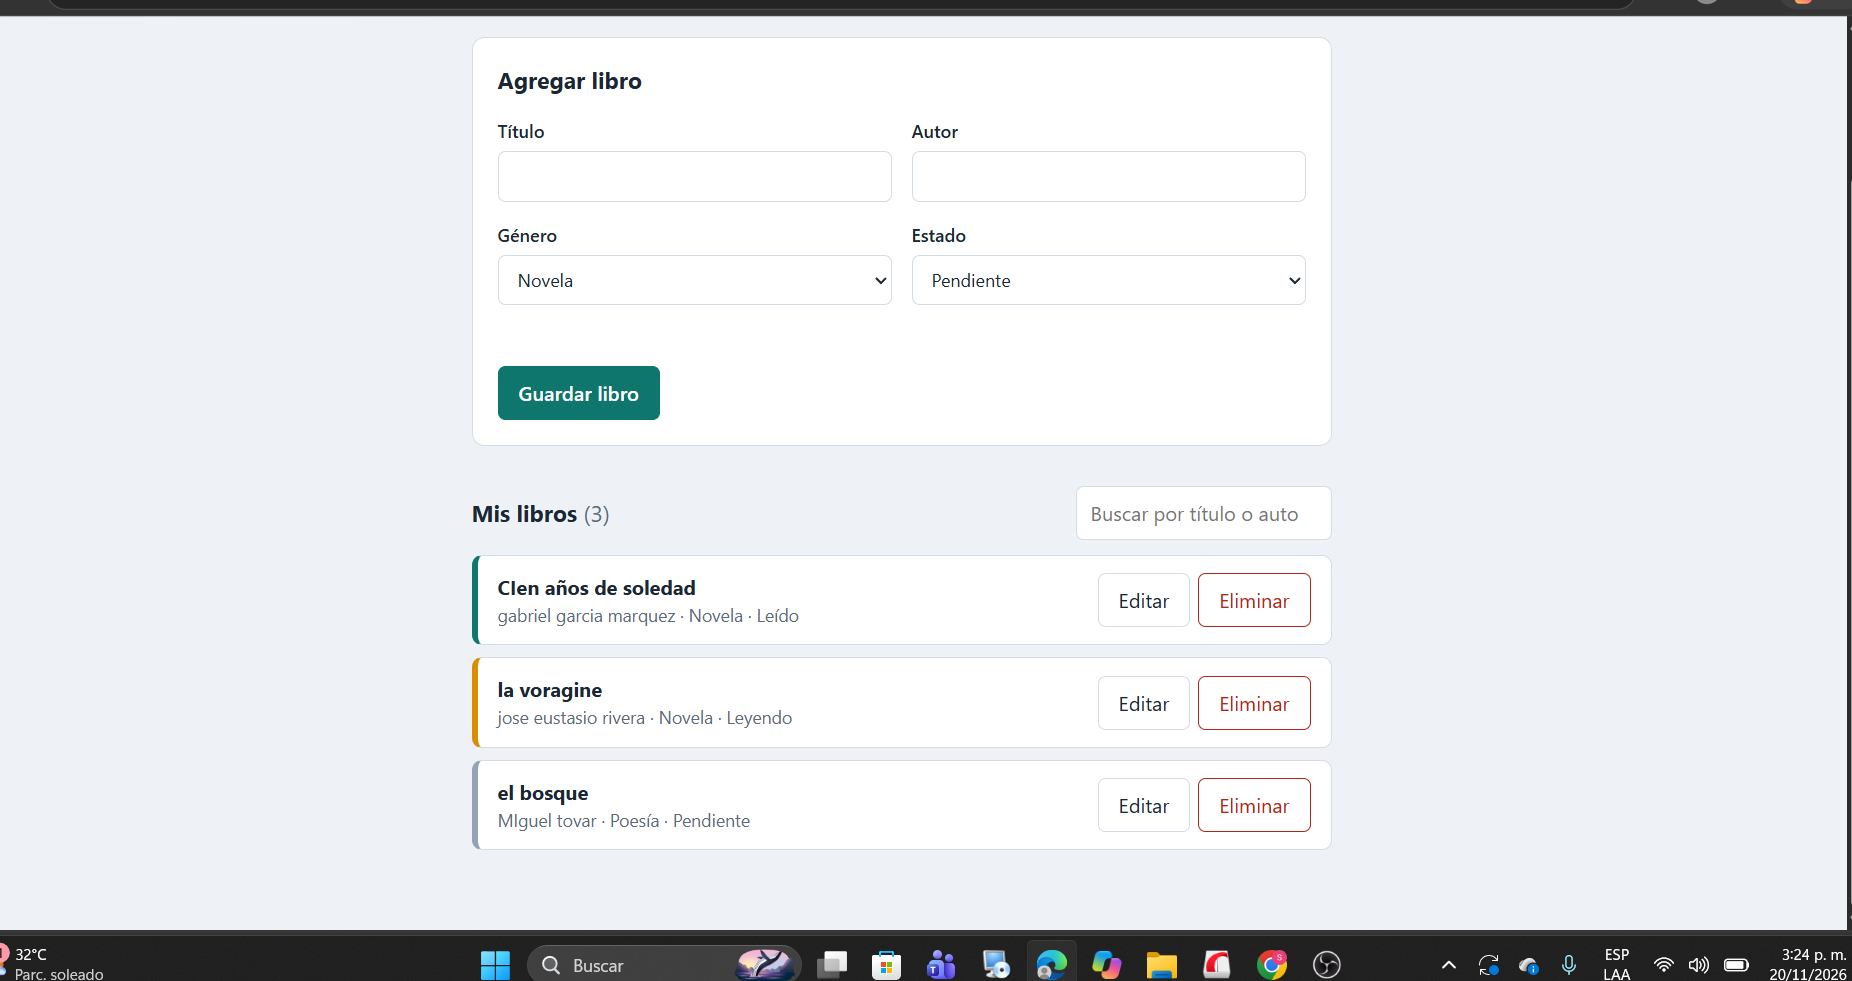 Agregar libro
Título
Autor
Género
Estado
Novela
Pendiente
Guardar libro
Mis libros (3)
Buscar por título o auto
CIen años de soledad
gabriel garcia marquez · Novela · Leído
Editar
Eliminar
la voragine
jose eustasio rivera · Novela · Leyendo
Editar
Eliminar
el bosque
MIguel tovar · Poesía · Pendiente
Editar
Eliminar
32°C
Parc. soleado
Buscar
ESP
LAA
3:24 p. m.
20/11/2026